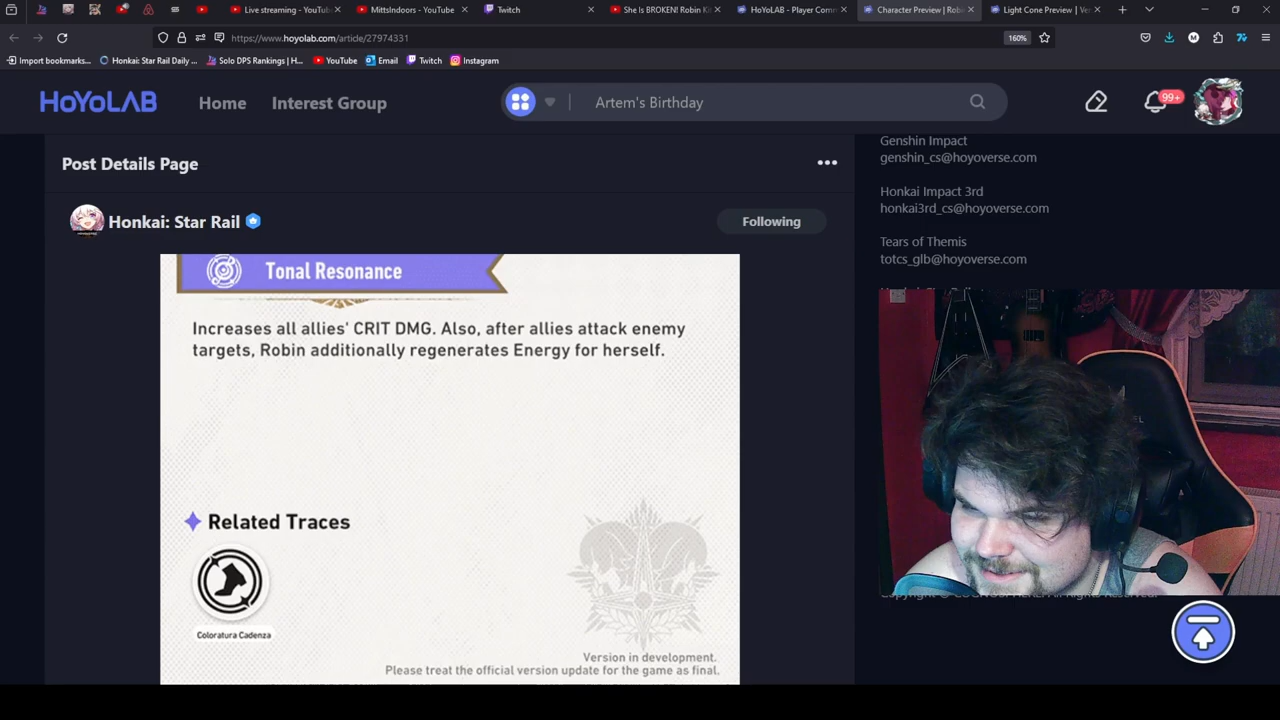 Live streaming - YouTube
MittsIndoors - YouTube
Twitch
She Is BROKEN! Robin Ki
HoYoLAB - Player Comm
Character Preview | Rob
Light Cone Preview | Ve
https://www.hoyolab.com/article/27974331
160%
Import bookmarks...
Honkai: Star Rail Daily ...
Solo DPS Rankings | H...
YouTube
Email
Twitch
Instagram
HoYoLAB
Home
Interest Group
Artem's Birthday
99+
Post Details Page
Honkai: Star Rail
Following
Tonal Resonance
Increases all allies' CRIT DMG. Also, after allies attack enemy
targets, Robin additionally regenerates Energy for herself.
Related Traces
Coloratura Cadenza
Version in development.
Please treat the official version update for the game as final.
Genshin Impact
genshin_cs@hoyoverse.com
Honkai Impact 3rd
honkai3rd_cs@hoyoverse.com
Tears of Themis
totcs_glb@hoyoverse.com